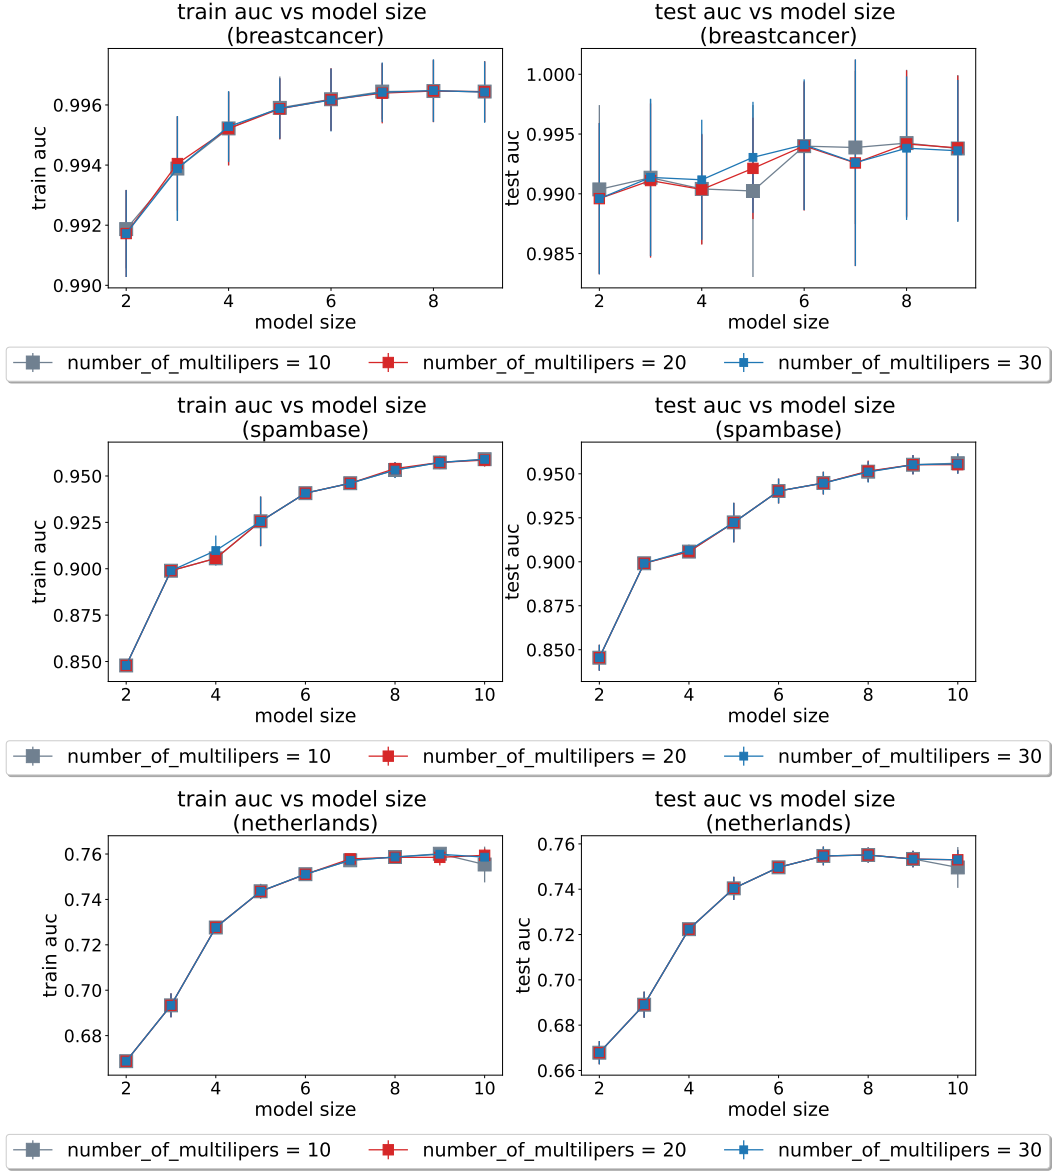 train auc vs model size
(breastcancer)
test auc vs model size
(breastcancer)
train auc
0.996
0.994
0.992
0.990
2 4 6 8
model size
test auc
1.000
0.995
0.990
0.985
2 4 6 8
model size
number_of_multilipers = 10 number_of_multilipers = 20 number_of_multilipers = 30
train auc vs model size
(spambase)
test auc vs model size
(spambase)
train auc
0.950
0.925
0.900
0.875
0.850
2 4 6 8 10
model size
test auc
0.950
0.925
0.900
0.875
0.850
2 4 6 8 10
model size
number_of_multilipers = 10 number_of_multilipers = 20 number_of_multilipers = 30
train auc vs model size
(netherlands)
test auc vs model size
(netherlands)
train auc
0.76
0.74
0.72
0.70
0.68
2 4 6 8 10
model size
test auc
0.76
0.74
0.72
0.70
0.68
0.66
2 4 6 8 10
model size
number_of_multilipers = 10 number_of_multilipers = 20 number_of_multilipers = 30